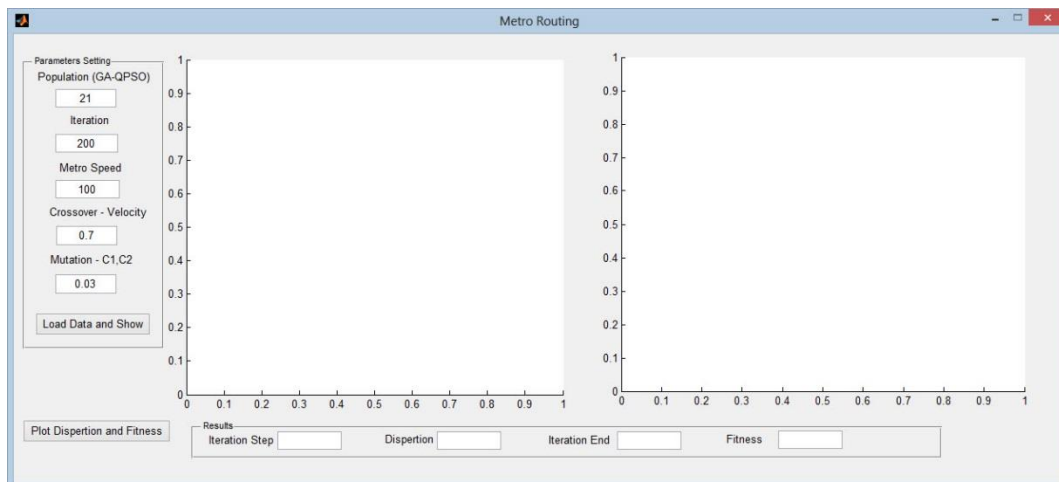 Metro Routing
Parameters Setting
Population (GA-QPSO)
21
Iteration
200
Metro Speed
100
Crossover - Velocity
0.7
Mutation - C1,C2
0.03
Load Data and Show
Plot Dispertion and Fitness
1
0.9
0.8
0.7
0.6
0.5
0.4
0.3
0.2
0.1
0
0 0.1 0.2 0.3 0.4 0.5 0.6 0.7 0.8 0.9 1
1
0.9
0.8
0.7
0.6
0.5
0.4
0.3
0.2
0.1
0
0 0.1 0.2 0.3 0.4 0.5 0.6 0.7 0.8 0.9 1
Results
Iteration Step Dispertion Iteration End Fitness